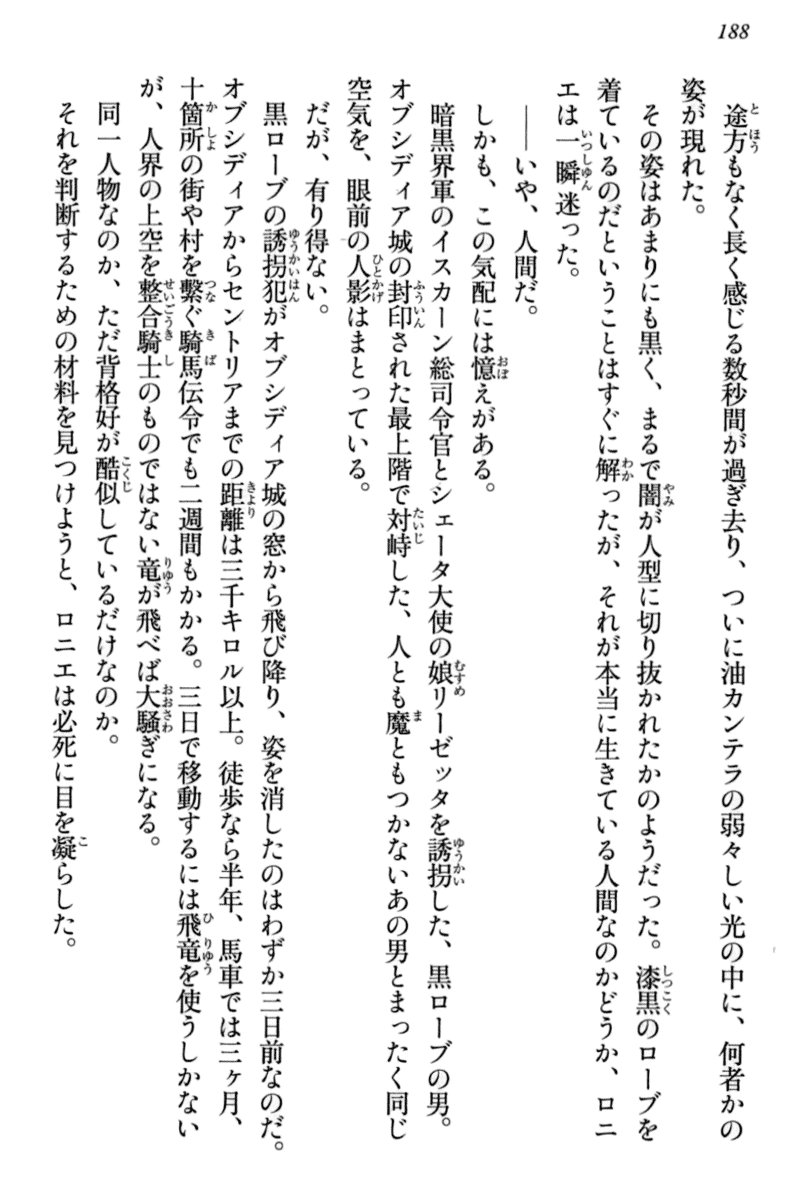 188
途方もなく長く感じる数秒間が過ぎ去り、ついに油カンテラの弱々しい光の中に、何者かの
姿が現れた。
その姿はあまりにも黒く、まるで闇が人型に切り抜かれたかのようだった。漆黒のローブを
着ているのだということはすぐに解ったが、それが本当に生きている人間なのかどうか、ロニ
エは一瞬迷った。
――いや、人間だ。
しかも、この気配には憶えがある。
暗黒界軍のイスカーン総司令官とシェータ大使の娘リーゼッタを誘拐した、黒ローブの男。
オブシディア城の封印された最上階で対峙した、人とも魔ともつかないあの男とまったく同じ
空気を、眼前の人影はまとっている。
だが、有り得ない。
黒ローブの誘拐犯がオブシディア城の窓から飛び降り、姿を消したのはわずか三日前なのだ。
オブシディアからセントリアまでの距離は三千キロル以上。徒歩なら半年、馬車では三ヶ月、
十箇所の街や村を繫ぐ騎馬伝令でも二週間もかかる。三日で移動するには飛竜を使うしかない
が、人界の上空を整合騎士のものではない竜が飛べば大騒ぎになる。
同一人物なのか、ただ背格好が酷似しているだけなのか。
それを判断するための材料を見つけようと、ロニエは必死に目を凝らした。